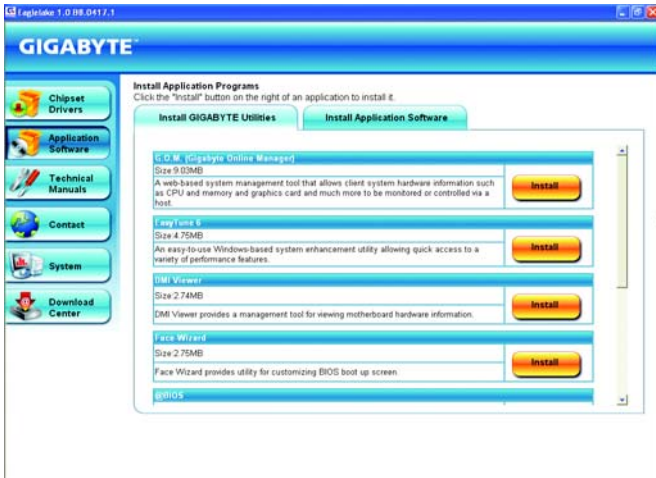 Eaglelake 1.0 B8.0417.1
GIGABYTE™
Chipset
Drivers
Application
Software
Technical
Manuals
Contact
System
Download
Center
Install Application Programs
Click the "Install" button on the right of an application to install it.
Install GIGABYTE Utilities
Install Application Software
G.O.M. (Gigabyte Online Manager)
Size:9.03MB
A web-based system management tool that allows client system hardware information such
as CPU and memory and graphics card and much more to be monitored or controlled via a
host.
Install
EasyTune 6
Size:4.75MB
An easy-to-use Windows-based system enhancement utility allowing quick access to a
variety of performance features.
Install
DMI Viewer
Size:2.74MB
DMI Viewer provides a management tool for viewing motherboard hardware information.
Install
Face Wizard
Size:2.75MB
Face Wizard provides utility for customizing BIOS boot up screen.
Install
@BIOS